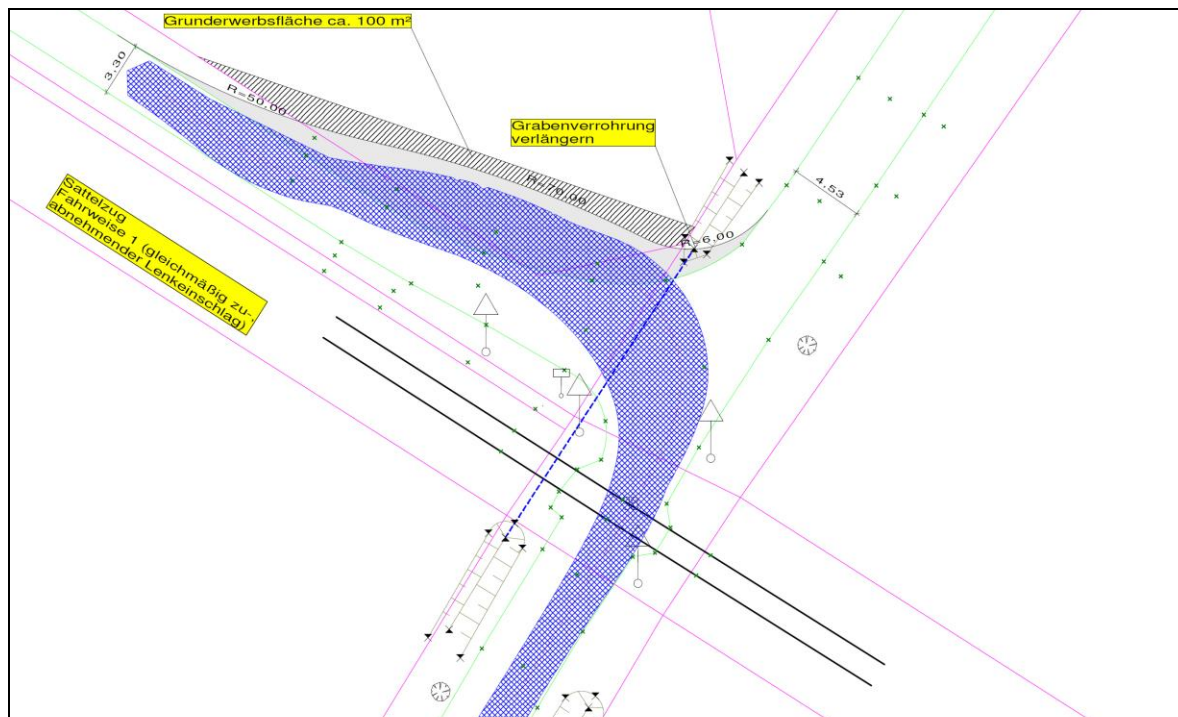 Grunderwerbsfläche ca. 100 m²
3.30
R=50.00
Grabenverrohrung
verlängern
R=70.00
4.53
R=6.00
Sattelzug
Fahrweise 1 (gleichmäßig zu-,
abnehmender Lenkeinschlag)